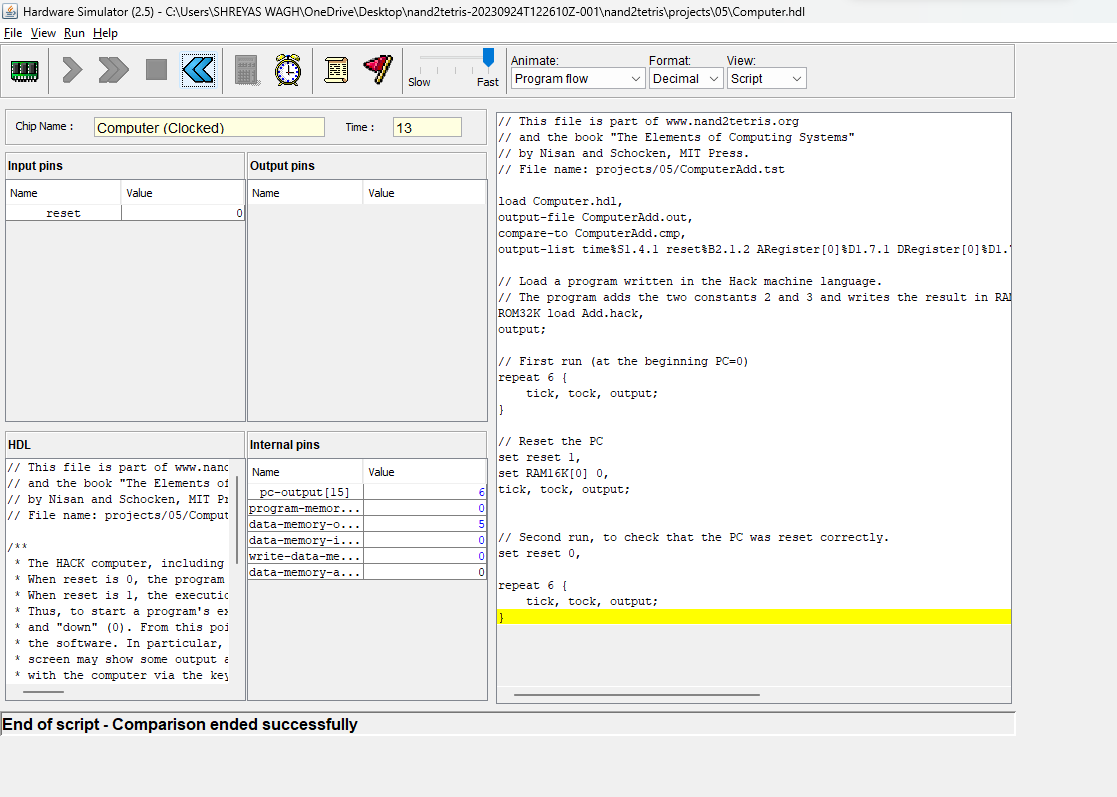 Hardware Simulator (2.5) - C:\Users\SHREYAS WAGH\OneDrive\Desktop\nand2tetris-20230924T122610Z-001\nand2tetris\projects\05\Computer.hdl
File View Run Help
Slow Fast
Animate: Format: View:
Program flow Decimal Script
Chip Name : Computer (Clocked) Time : 13
Input pins
Name Value
reset 0
Output pins
Name Value
HDL
// This file is part of www.nand
// and the book "The Elements of
// by Nisan and Schocken, MIT Pr
// File name: projects/05/Comput
/**
* The HACK computer, including
* When reset is 0, the program
* When reset is 1, the executio
* Thus, to start a program's ex
* and "down" (0). From this poi
* the software. In particular,
* screen may show some output a
* with the computer via the key
Internal pins
Name Value
pc-output[15] 6
program-memor... 0
data-memory-o... 5
data-memory-i... 0
write-data-me... 0
data-memory-a... 0
// This file is part of www.nand2tetris.org
// and the book "The Elements of Computing Systems"
// by Nisan and Schocken, MIT Press.
// File name: projects/05/ComputerAdd.tst
load Computer.hdl,
output-file ComputerAdd.out,
compare-to ComputerAdd.cmp,
output-list time%S1.4.1 reset%B2.1.2 ARegister[0]%D1.7.1 DRegister[0]%D1.7
// Load a program written in the Hack machine language.
// The program adds the two constants 2 and 3 and writes the result in RAM
ROM32K load Add.hack,
output;
// First run (at the beginning PC=0)
repeat 6 {
tick, tock, output;
}
// Reset the PC
set reset 1,
set RAM16K[0] 0,
tick, tock, output;
// Second run, to check that the PC was reset correctly.
set reset 0,
repeat 6 {
tick, tock, output;
}
End of script - Comparison ended successfully